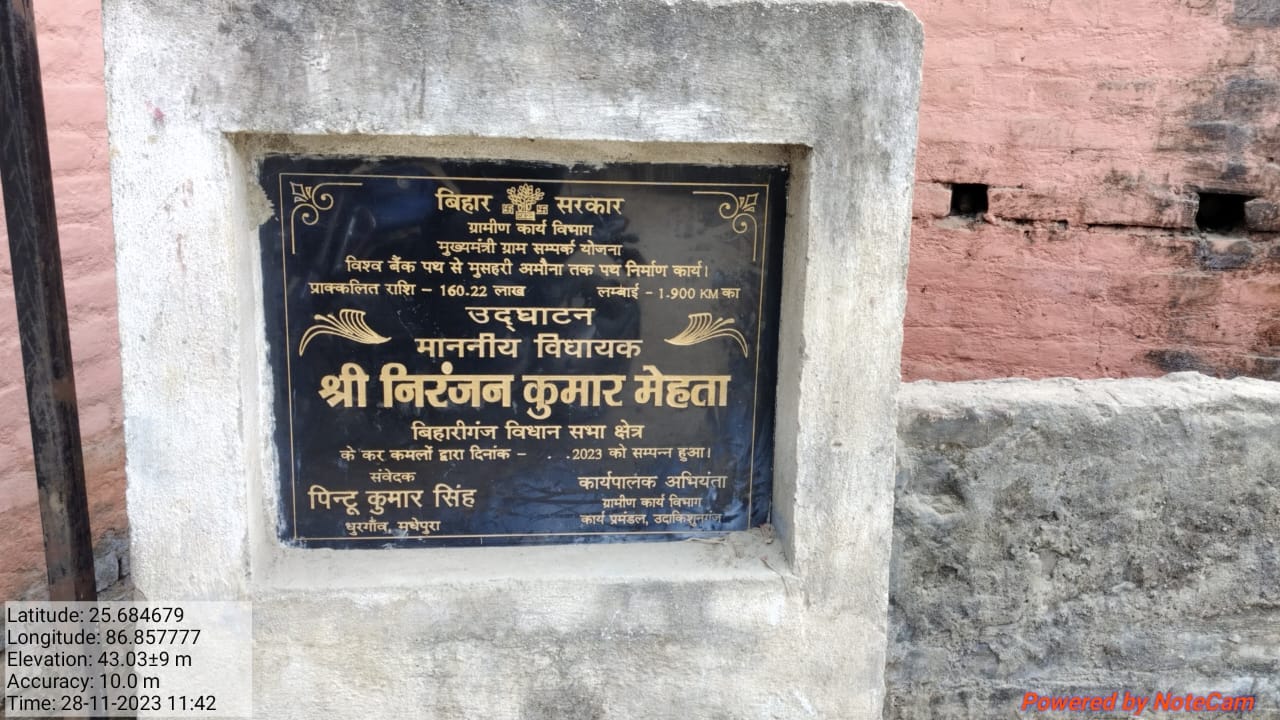 बिहार सरकार
ग्रामीण कार्य विभाग
मुख्यमंत्री ग्राम सम्पर्क योजना
विश्व बैंक पथ से मुसहरी अमौना तक पथ निर्माण कार्य।
प्राक्कलित राशि – 160.22 लाख लम्बाई – 1.900 KM का
उद्घाटन
माननीय विधायक
श्री निरंजन कुमार मेहता
बिहारीगंज विधान सभा क्षेत्र
के कर कमलों द्वारा दिनांक – . .2023 को सम्पन्न हुआ।
संवेदक
पिन्टू कुमार सिंह
धुरगाँव, मधेपुरा
कार्यपालक अभियंता
ग्रामीण कार्य विभाग
कार्य प्रमंडल, उदाकिशुनगंज
Latitude: 25.684679
Longitude: 86.857777
Elevation: 43.03±9 m
Accuracy: 10.0 m
Time: 28-11-2023 11:42
Powered by NoteCam